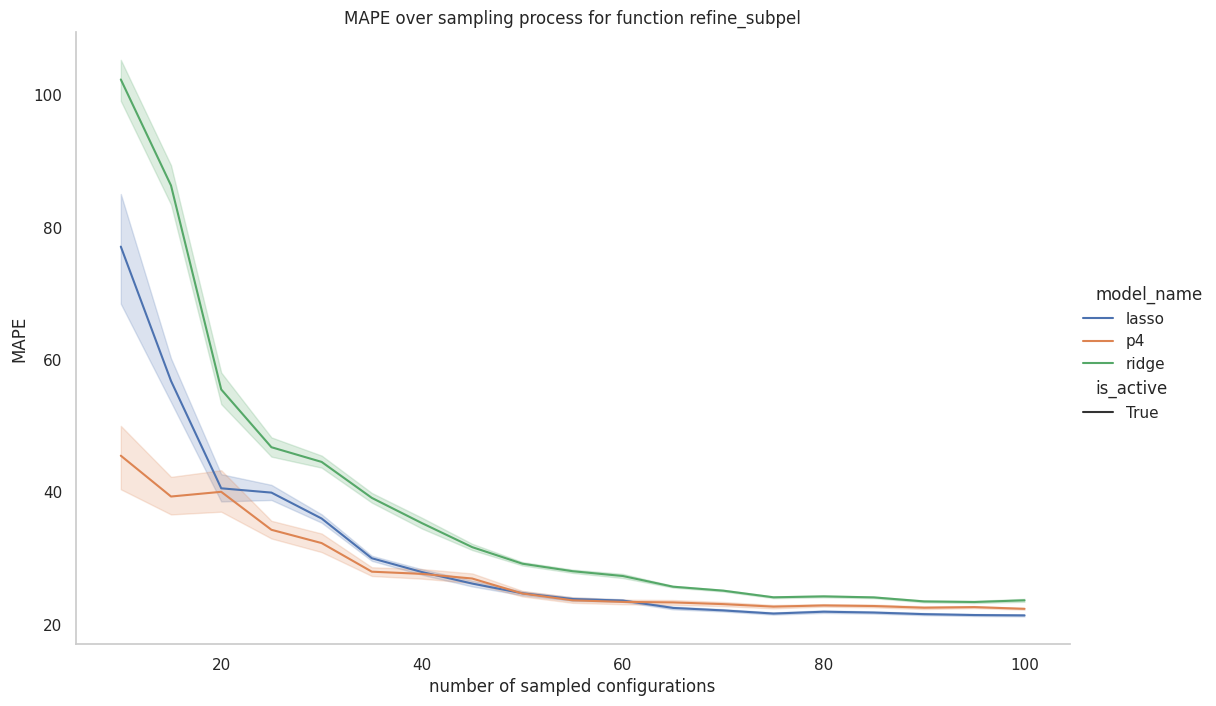 MAPE over sampling process for function refine_subpel
100
80
60
40
20
MAPE
20
40
60
80
100
number of sampled configurations
model_name
lasso
p4
ridge
is_active
True